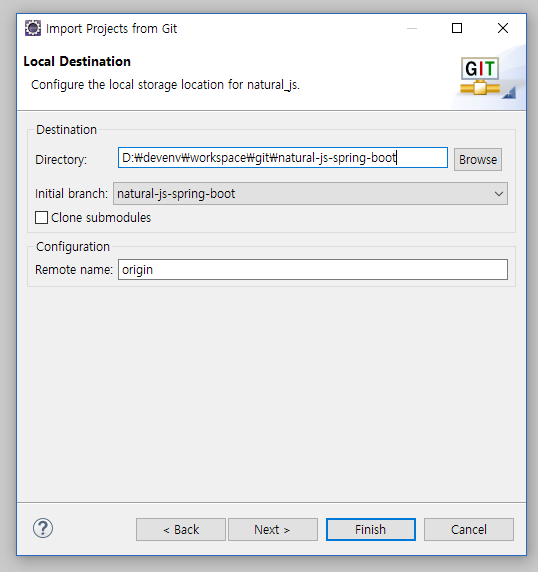 Import Projects from Git
Local Destination
Configure the local storage location for natural_js.
GIT
Destination
Directory: D:₩devenv₩workspace₩git₩natural-js-spring-boot Browse
Initial branch: natural-js-spring-boot
Clone submodules
Configuration
Remote name: origin
? < Back Next > Finish Cancel